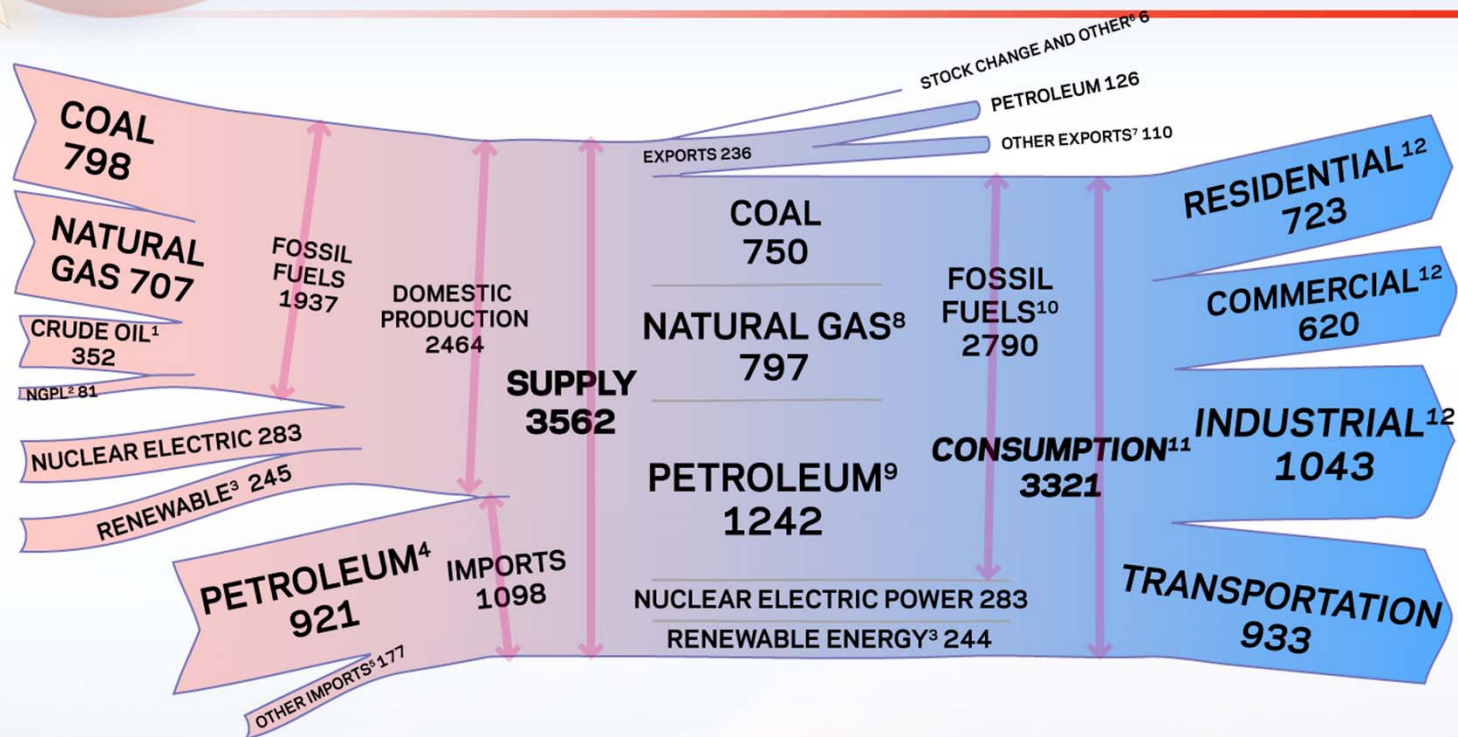 COAL
798
NATURAL
GAS 707
CRUDE OIL¹
352
NGPL² 81
NUCLEAR ELECTRIC 283
RENEWABLE³ 245
PETROLEUM⁴
921
OTHER IMPORTS⁵ 177
FOSSIL
FUELS
1937
DOMESTIC
PRODUCTION
2464
IMPORTS
1098
SUPPLY
3562
STOCK CHANGE AND OTHER⁶ 6
PETROLEUM 126
OTHER EXPORTS⁷ 110
EXPORTS 236
COAL
750
NATURAL GAS⁸
797
PETROLEUM⁹
1242
NUCLEAR ELECTRIC POWER 283
RENEWABLE ENERGY³ 244
FOSSIL
FUELS¹⁰
2790
CONSUMPTION¹¹
3321
RESIDENTIAL¹²
723
COMMERCIAL¹²
620
INDUSTRIAL¹²
1043
TRANSPORTATION
933